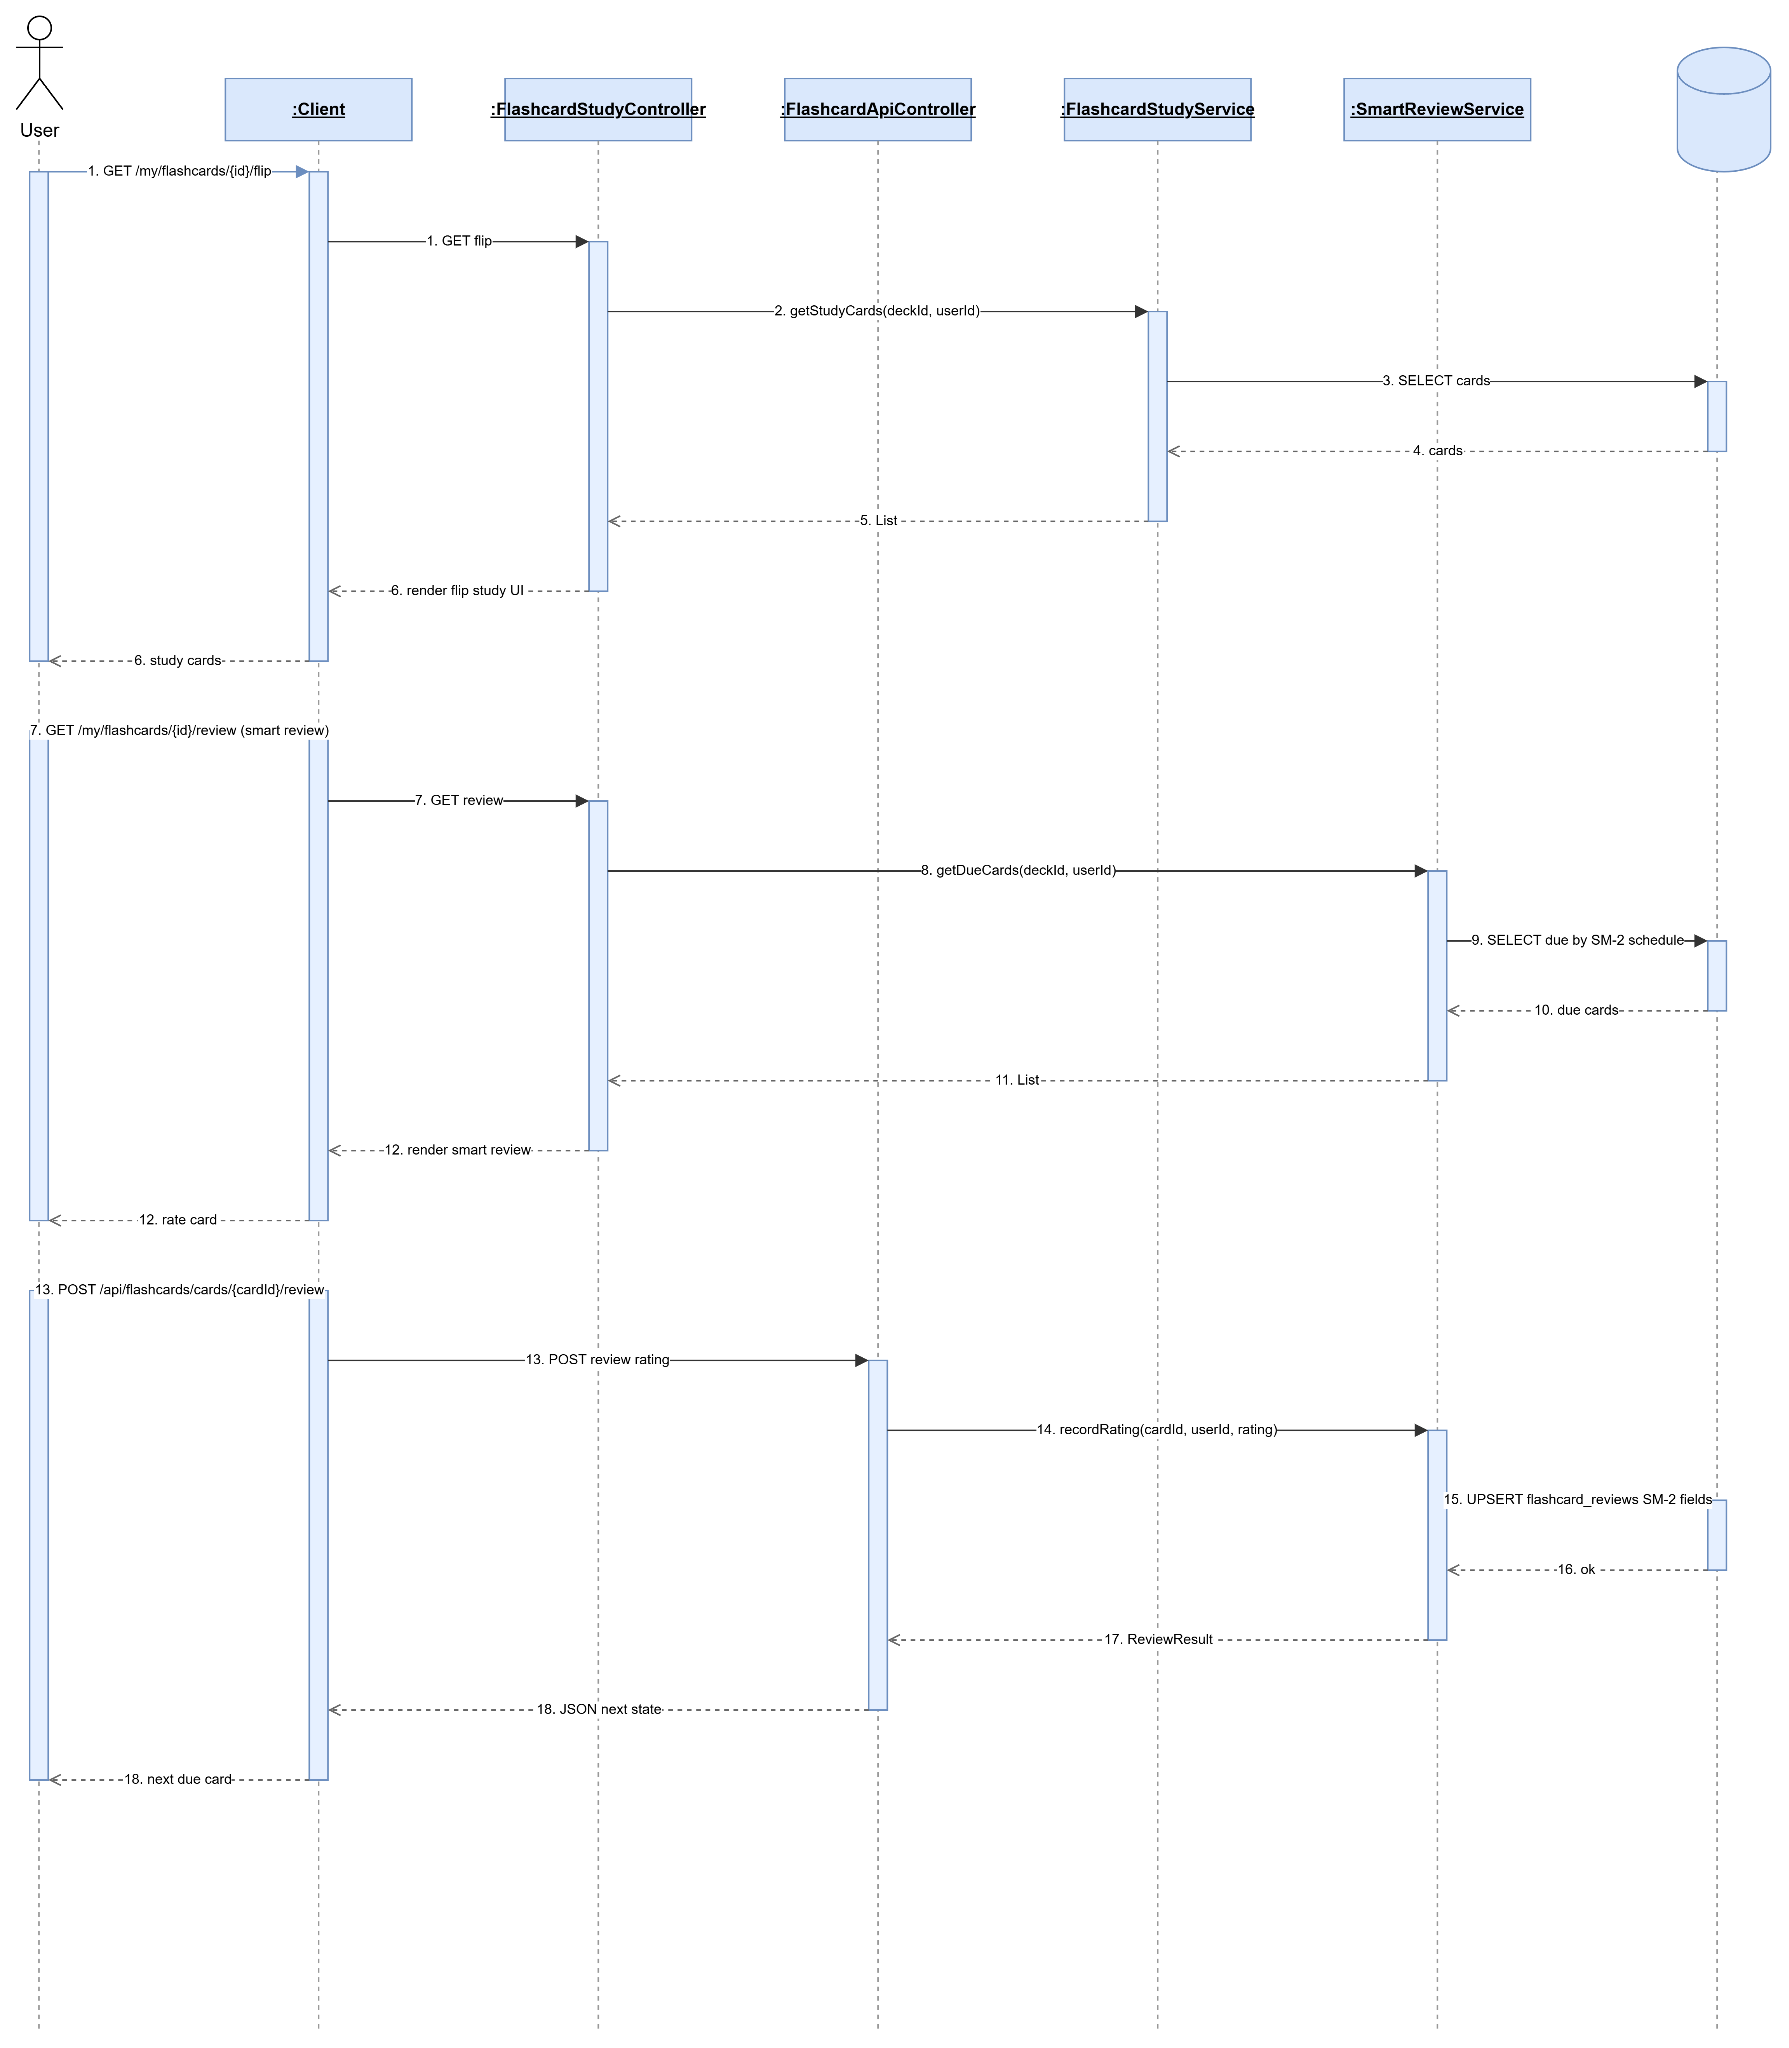 User
:Client
:FlashcardStudyController
:FlashcardApiController
:FlashcardStudyService
:SmartReviewService
1. GET /my/flashcards/{id}/flip
1. GET flip
2. getStudyCards(deckId, userId)
3. SELECT cards
4. cards
5. List
6. render flip study UI
6. study cards
7. GET /my/flashcards/{id}/review (smart review)
7. GET review
8. getDueCards(deckId, userId)
9. SELECT due by SM-2 schedule
10. due cards
11. List
12. render smart review
12. rate card
13. POST /api/flashcards/cards/{cardId}/review
13. POST review rating
14. recordRating(cardId, userId, rating)
15. UPSERT flashcard_reviews SM-2 fields
16. ok
17. ReviewResult
18. JSON next state
18. next due card